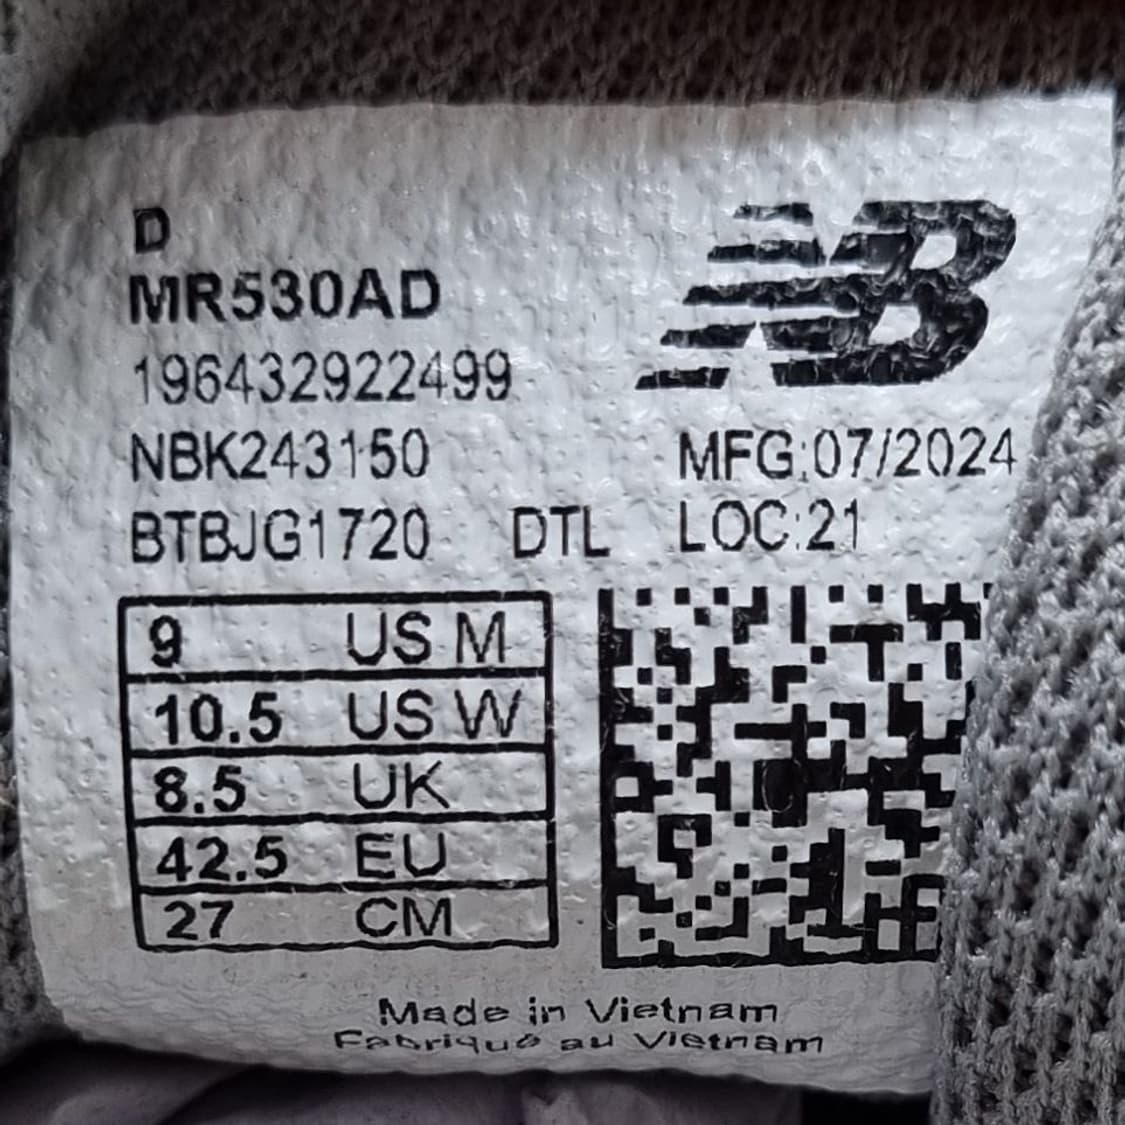 D
MR530AD
NB
196432922499
NBK243150 MFG:07/2024
BTBJG1720 DTL LOC:21
9 US M
10.5 US W
8.5 UK
42.5 EU
27 CM
Made in Vietnam
Fabriqué au Vietnam